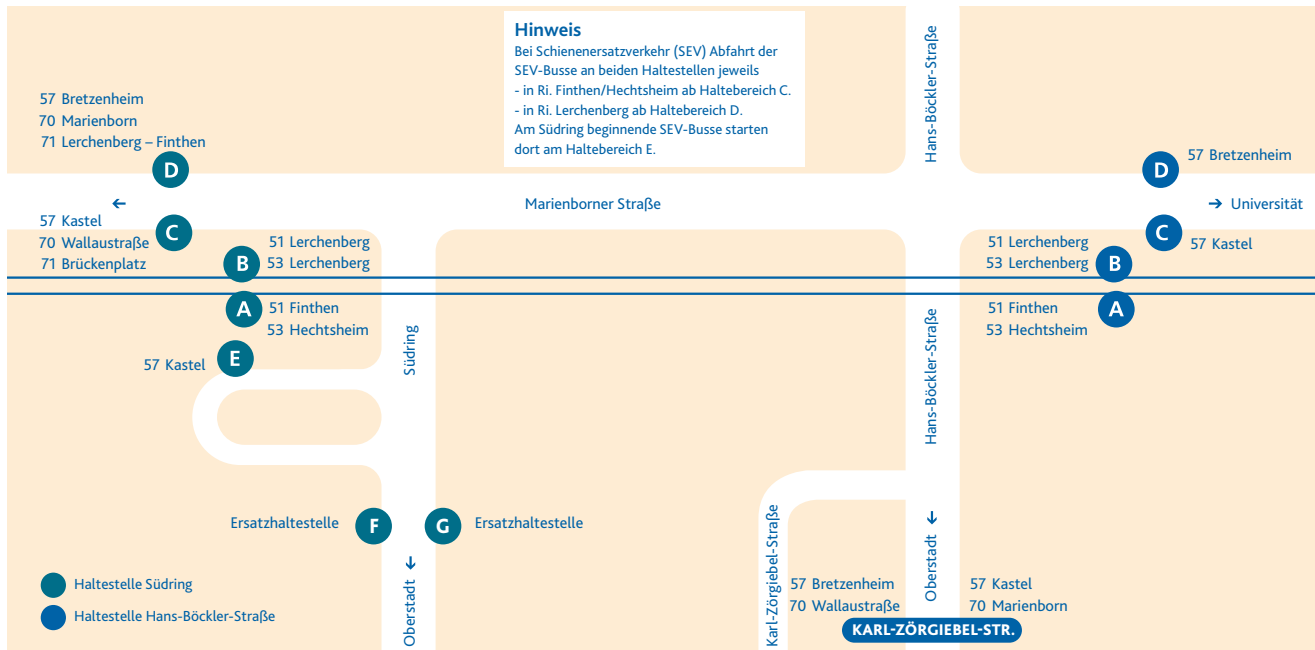 Hinweis
Bei Schienenersatzverkehr (SEV) Abfahrt der
SEV-Busse an beiden Haltestellen jeweils
- in Ri. Finthen/Hechtsheim ab Haltebereich C.
- in Ri. Lerchenberg ab Haltebereich D.
Am Südring beginnende SEV-Busse starten
dort am Haltebereich E.
Hans-Böckler-Straße
57 Bretzenheim
70 Marienborn
71 Lerchenberg – Finthen
D
D
57 Bretzenheim
←
Marienborner Straße
→ Universität
57 Kastel
70 Wallaustraße
71 Brückenplatz
C
51 Lerchenberg
53 Lerchenberg
B
51 Lerchenberg
53 Lerchenberg
B
C
57 Kastel
A
51 Finthen
53 Hechtsheim
51 Finthen
53 Hechtsheim
A
57 Kastel
E
Südring
Hans-Böckler-Straße
Ersatzhaltestelle
F
G
Ersatzhaltestelle
Oberstadt ←
Karl-Zörgiebel-Straße
Oberstadt ←
57 Bretzenheim
70 Wallaustraße
57 Kastel
70 Marienborn
KARL-ZÖRGIEBEL-STR.
Haltestelle Südring
Haltestelle Hans-Böckler-Straße